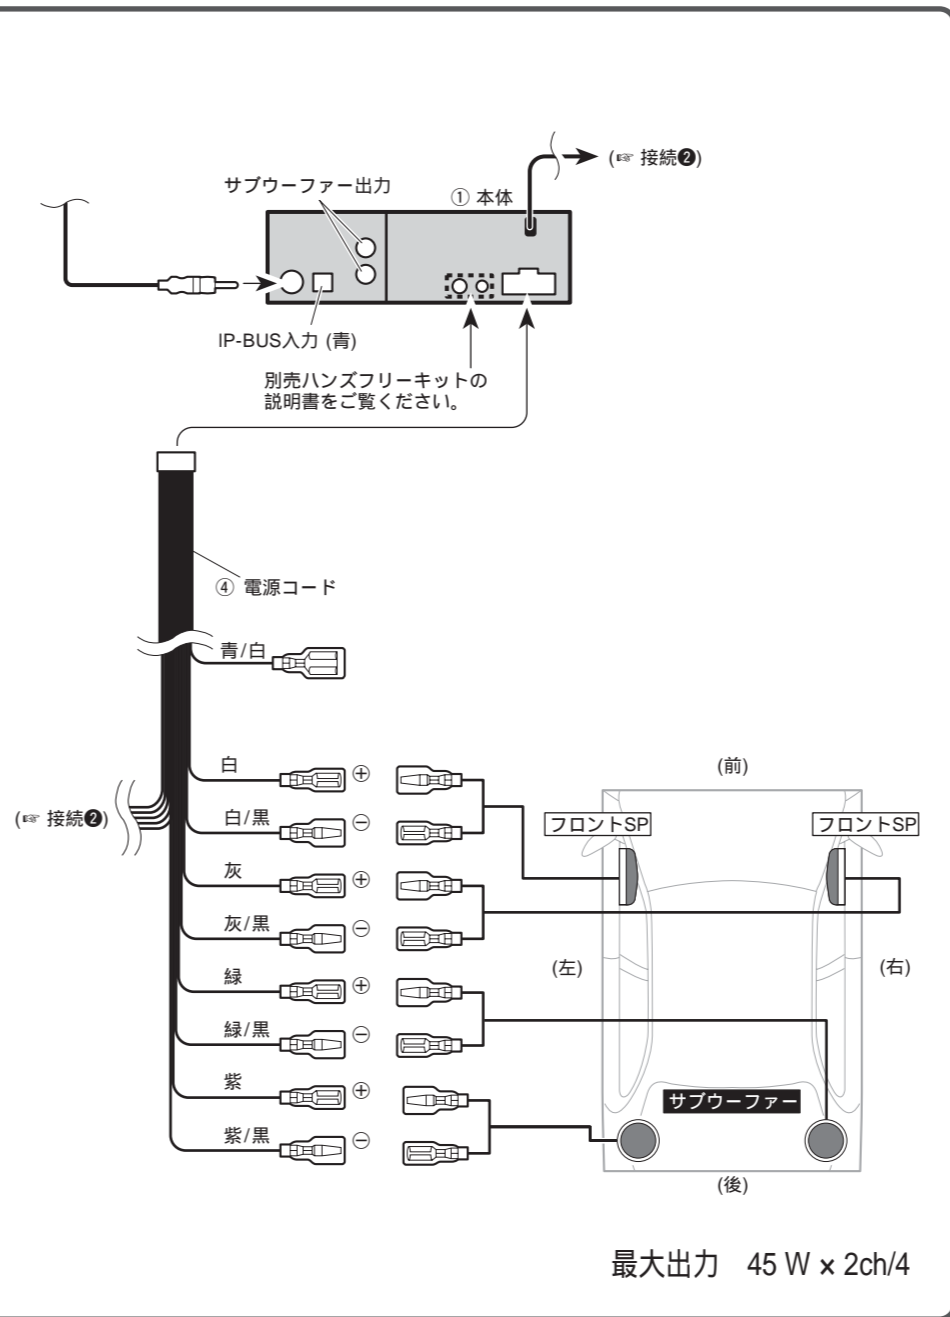 (☞ 接続❷)
サブウーファー出力
① 本体
IP-BUS入力 (青)
別売ハンズフリーキットの
説明書をご覧ください。
④ 電源コード
青/白
白 ⊕
白/黒 ⊖
灰 ⊕
灰/黒 ⊖
緑 ⊕
緑/黒 ⊖
紫 ⊕
紫/黒 ⊖
(☞ 接続❷)
(前)
フロントSP
フロントSP
(左)
(右)
サブウーファー
(後)
最大出力 45 W × 2ch/4